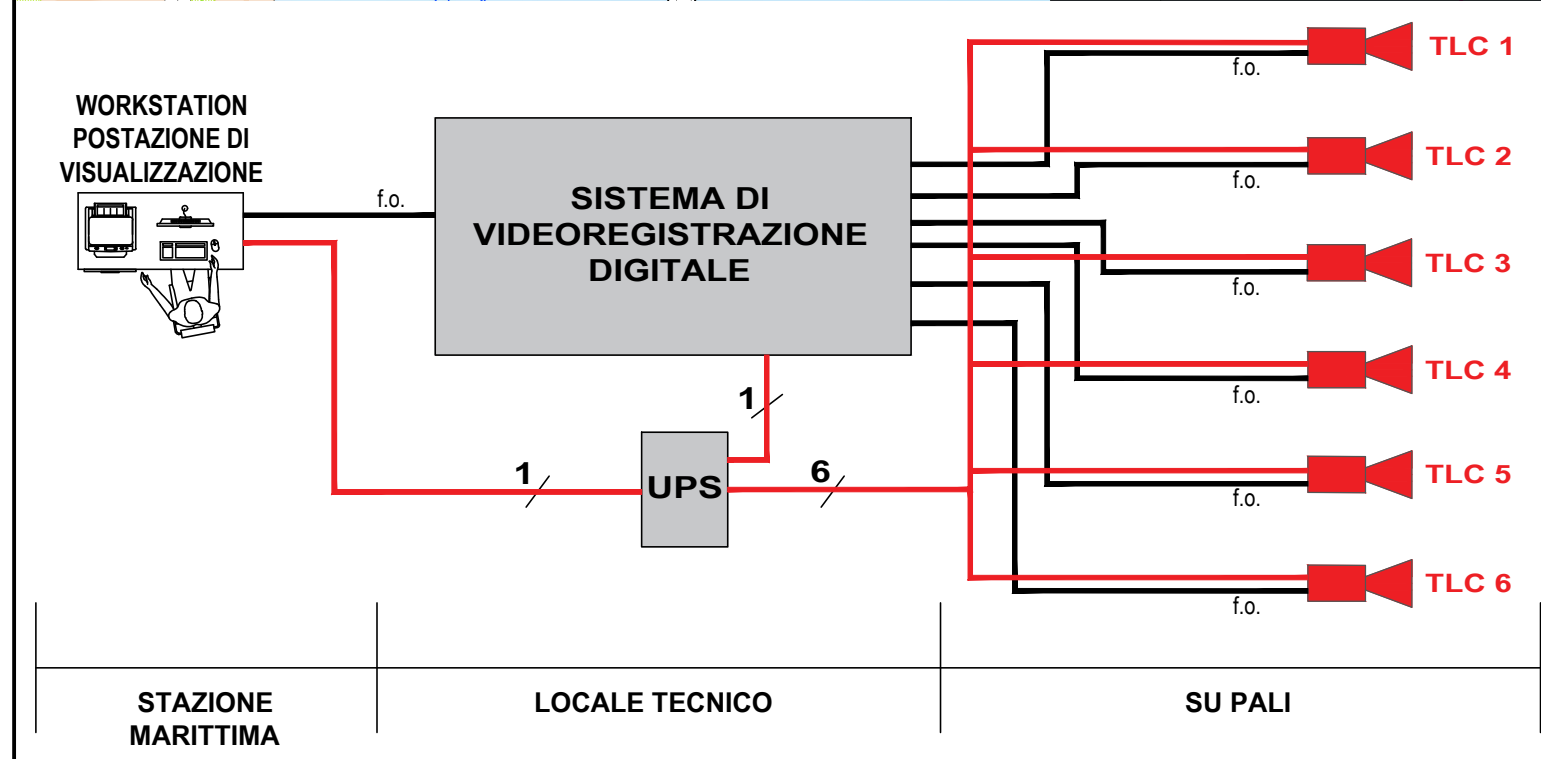 WORKSTATION
POSTAZIONE DI
VISUALIZZAZIONE
f.o.
SISTEMA DI
VIDEOREGISTRAZIONE
DIGITALE
f.o.
TLC 1
f.o.
TLC 2
f.o.
TLC 3
f.o.
TLC 4
f.o.
TLC 5
f.o.
TLC 6
1
1
UPS
6
STAZIONE
MARITTIMA
LOCALE TECNICO
SU PALI